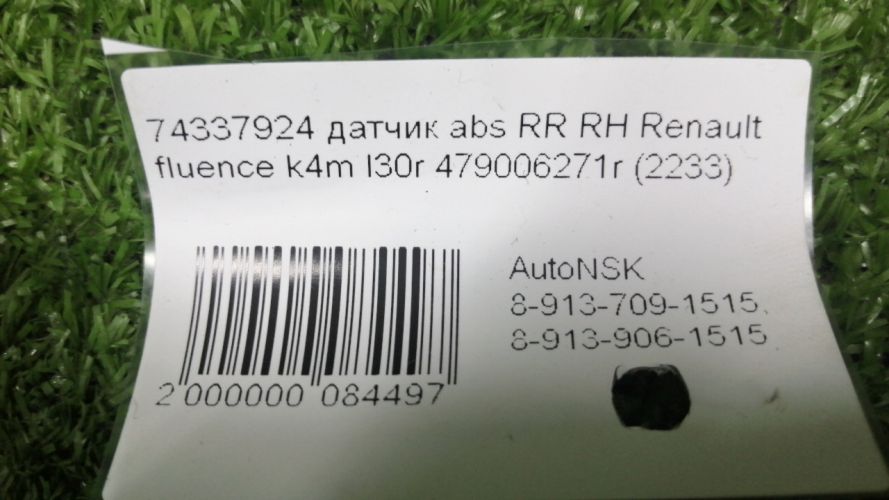 74337924 датчик abs RR RH Renault
fluence k4m l30r 479006271r (2233)
AutoNSK
8-913-709-1515,
8-913-906-1515
2 000000 084497